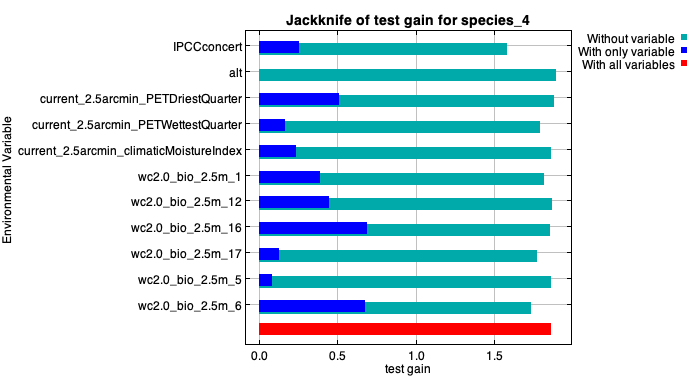 Jackknife of test gain for species_4
Without variable
With only variable
With all variables
Environmental Variable
IPCCconcert
alt
current_2.5arcmin_PETDriestQuarter
current_2.5arcmin_PETWettestQuarter
current_2.5arcmin_climaticMoistureIndex
wc2.0_bio_2.5m_1
wc2.0_bio_2.5m_12
wc2.0_bio_2.5m_16
wc2.0_bio_2.5m_17
wc2.0_bio_2.5m_5
wc2.0_bio_2.5m_6
0.0 0.5 1.0 1.5
test gain